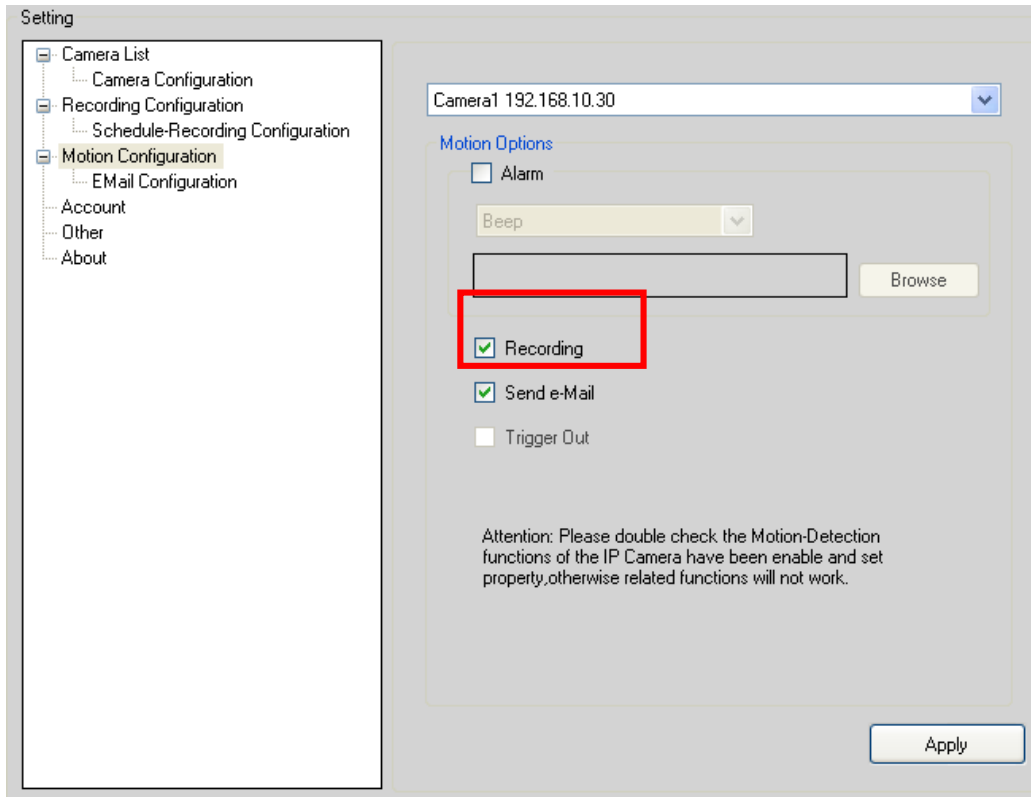 Setting
Camera List
Camera Configuration
Recording Configuration
Schedule-Recording Configuration
Motion Configuration
EMail Configuration
Account
Other
About
Camera1 192.168.10.30
Motion Options
Alarm
Beep
Browse
Recording
Send e-Mail
Trigger Out
Attention: Please double check the Motion-Detection
functions of the IP Camera have been enable and set
property,otherwise related functions will not work.
Apply